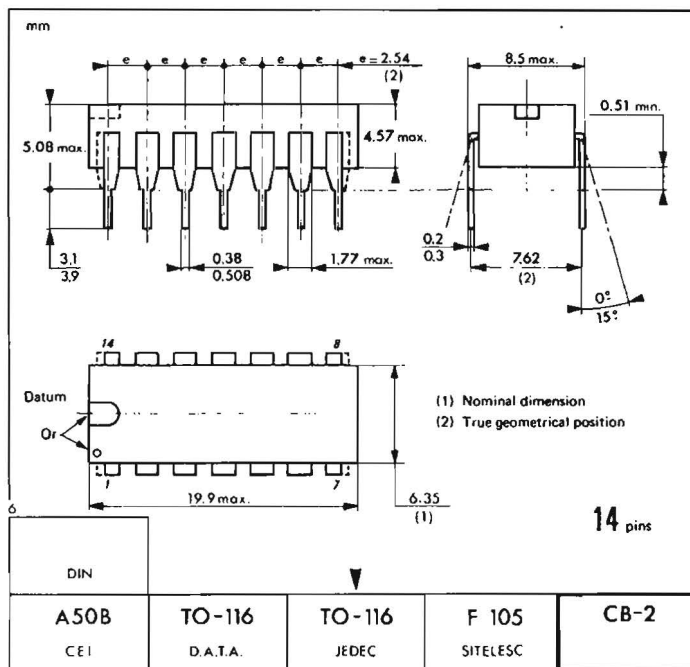 mm
e e e e e e = 2.54
(2)
8.5 max.
0.51 min.
5.08 max.
4.57 max.
3.1
3.9
0.38
0.508
1.77 max.
0.2
0.3
7.62
(2)
0°
15°
14 8
Datum
Or
(1) Nominal dimension
(2) True geometrical position
1 7
19.9 max.
6.35
(1)
6
14 pins
DIN
A50B TO-116 TO-116 F 105 CB-2
CEI D.A.T.A. JEDEC SITELESC